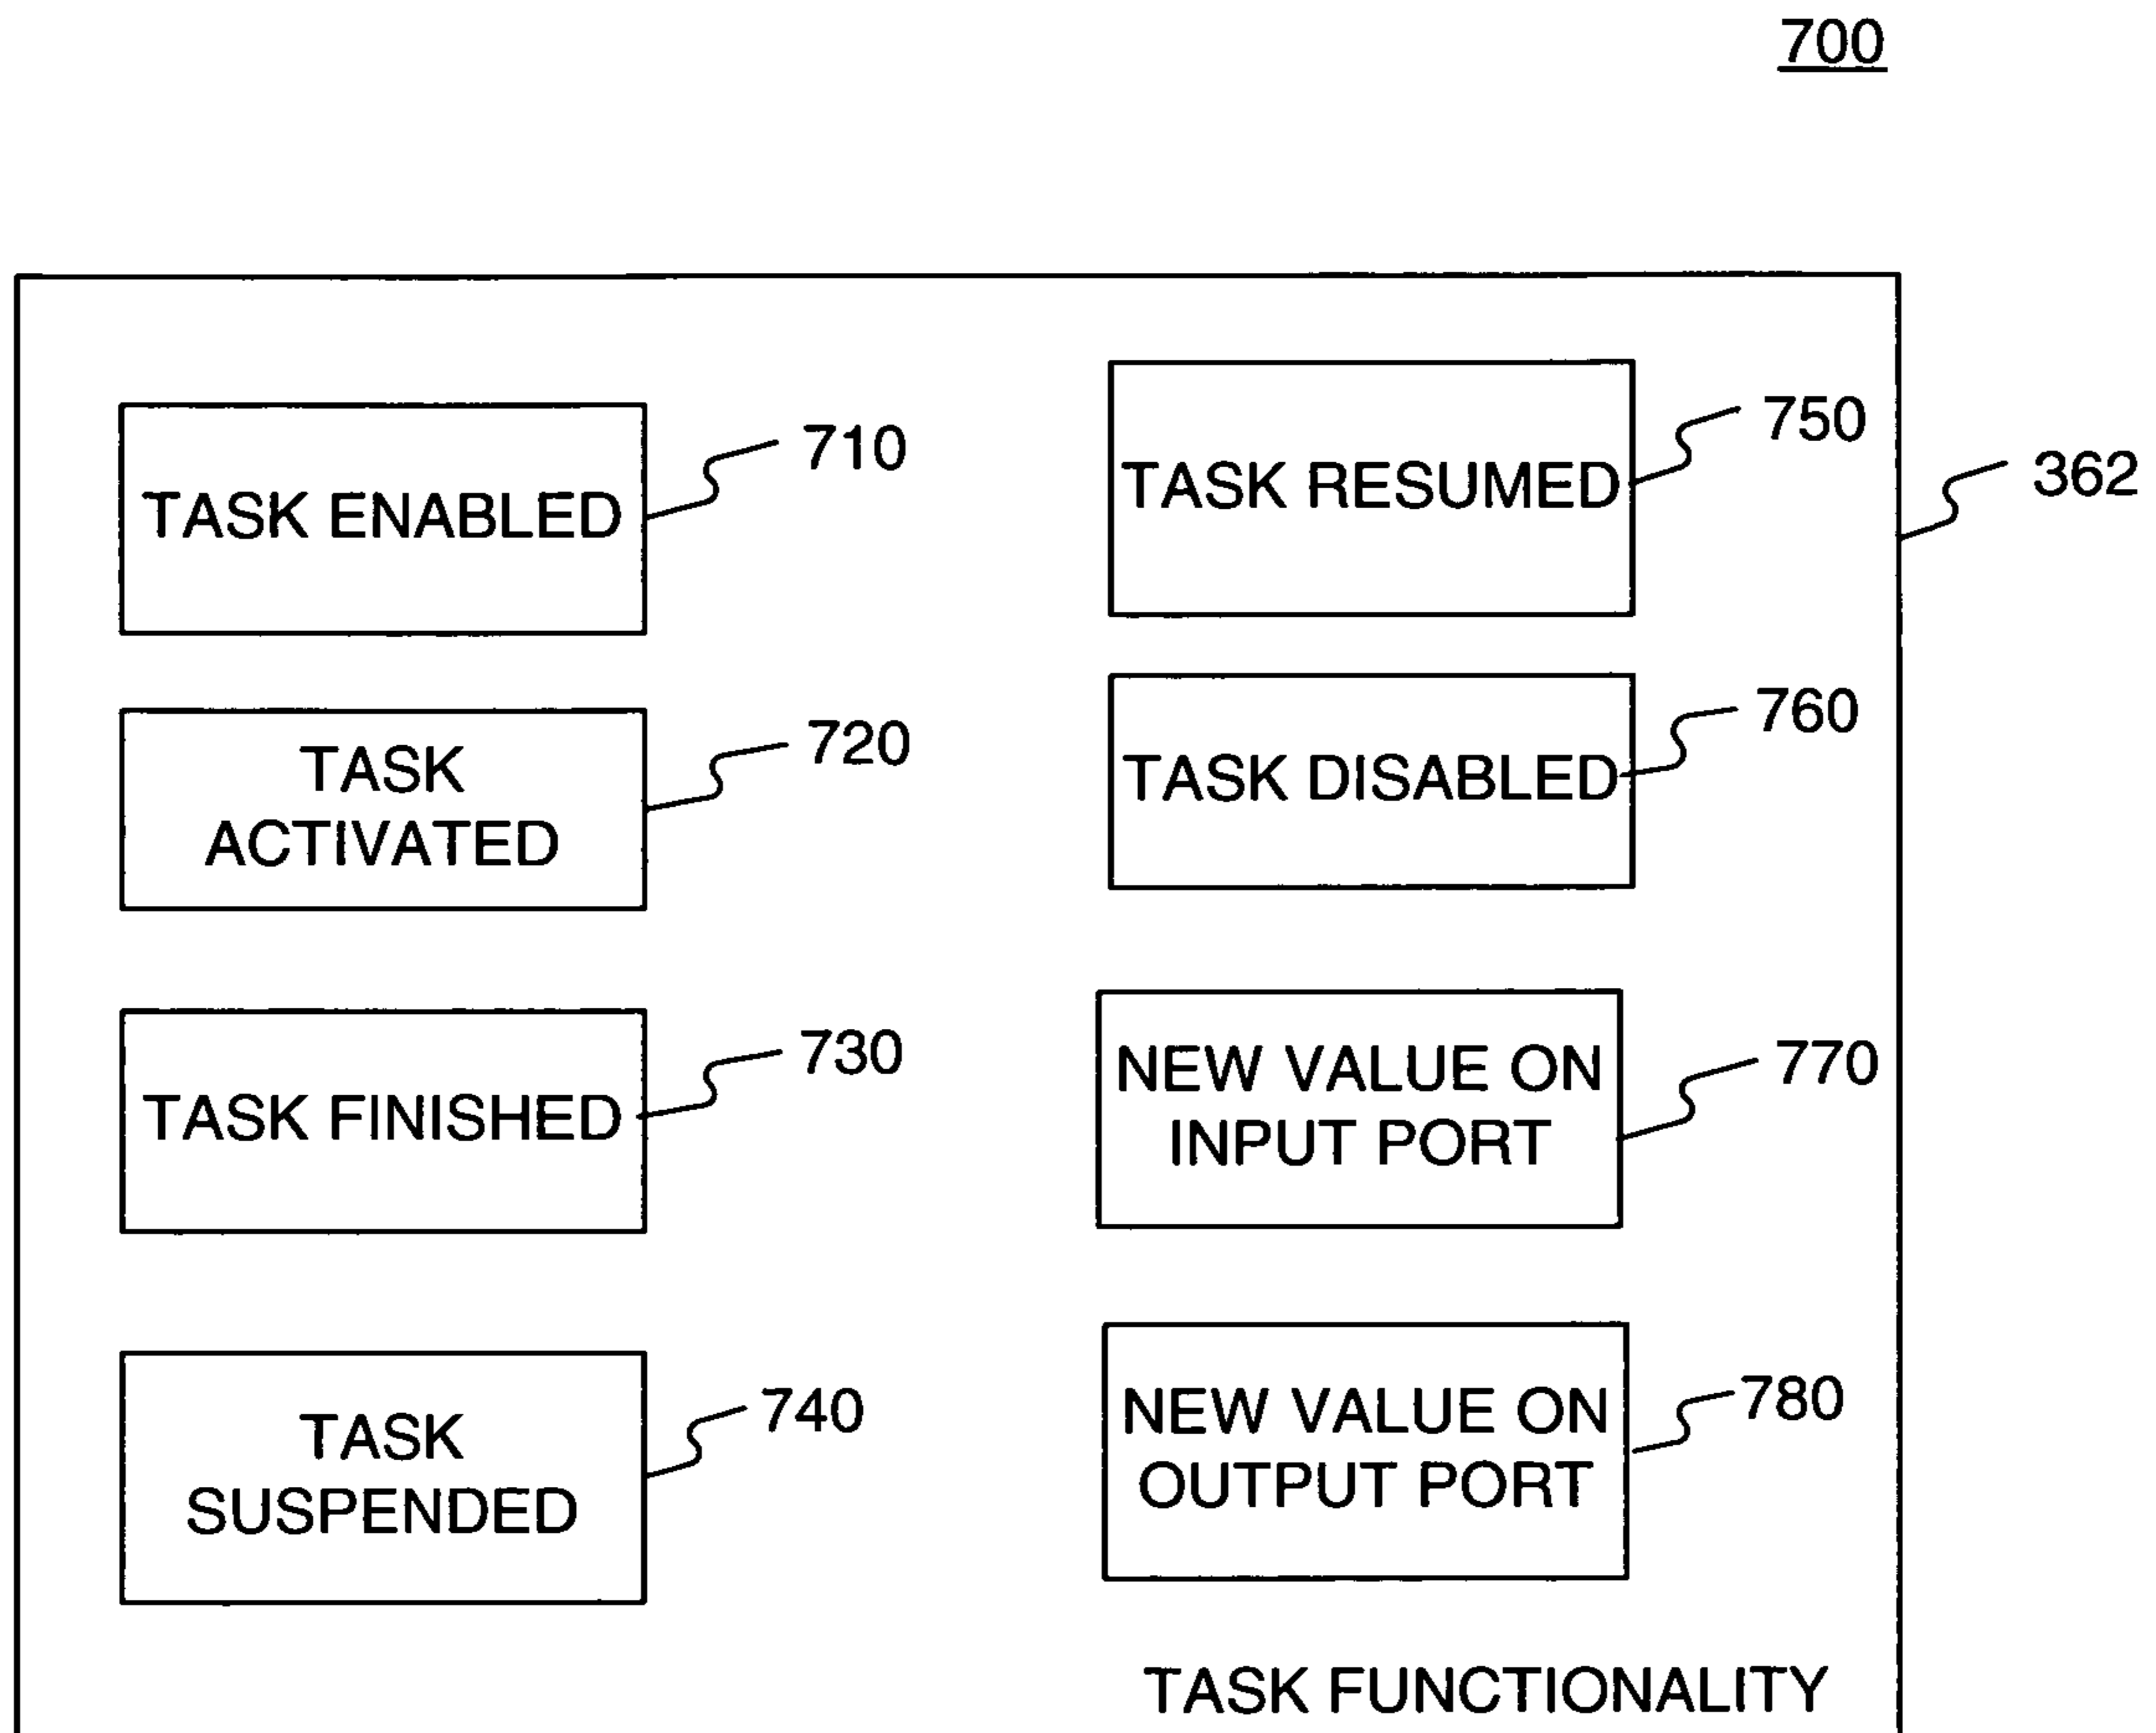 700
TASK ENABLED
710
TASK
ACTIVATED
720
TASK FINISHED
730
TASK
SUSPENDED
740
TASK RESUMED
750
362
TASK DISABLED
760
NEW VALUE ON
INPUT PORT
770
NEW VALUE ON
OUTPUT PORT
780
TASK FUNCTIONALITY